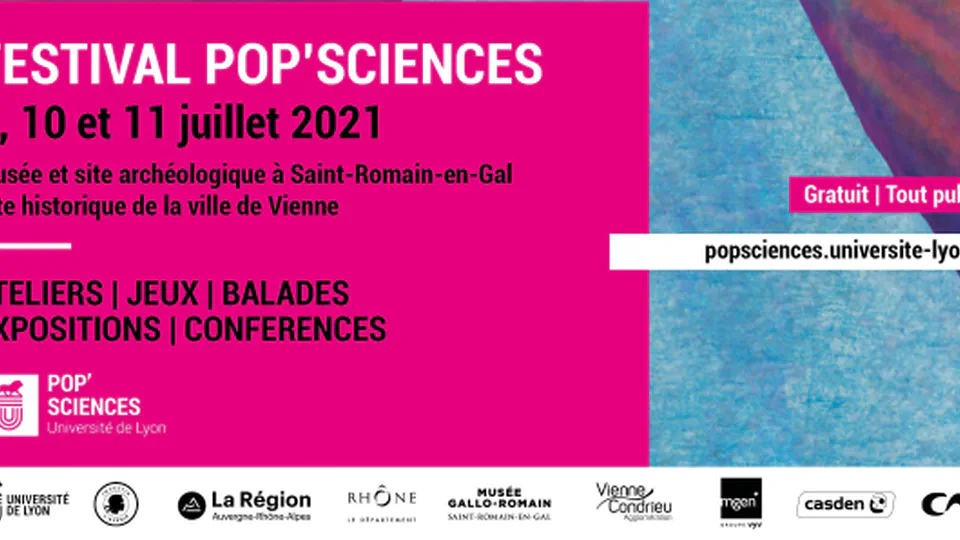 FESTIVAL POP'SCIENCES
, 10 et 11 juillet 2021
usée et site archéologique à Saint-Romain-en-Gal
te historique de la ville de Vienne
TELIERS | JEUX | BALADES
XPOSITIONS | CONFERENCES
POP'
SCIENCES
Université de Lyon
Gratuit | Tout pu
popsciences.universite-lyo
UNIVERSITÉ
DE LYON
La Région
Auvergne-Rhône-Alpes
RHÔNE
LE DÉPARTEMENT
MUSÉE
GALLO-ROMAIN
SAINT-ROMAIN-EN-GAL
Vienne
Condrieu
Agglomération
mgen
GROUPE vyv
casden